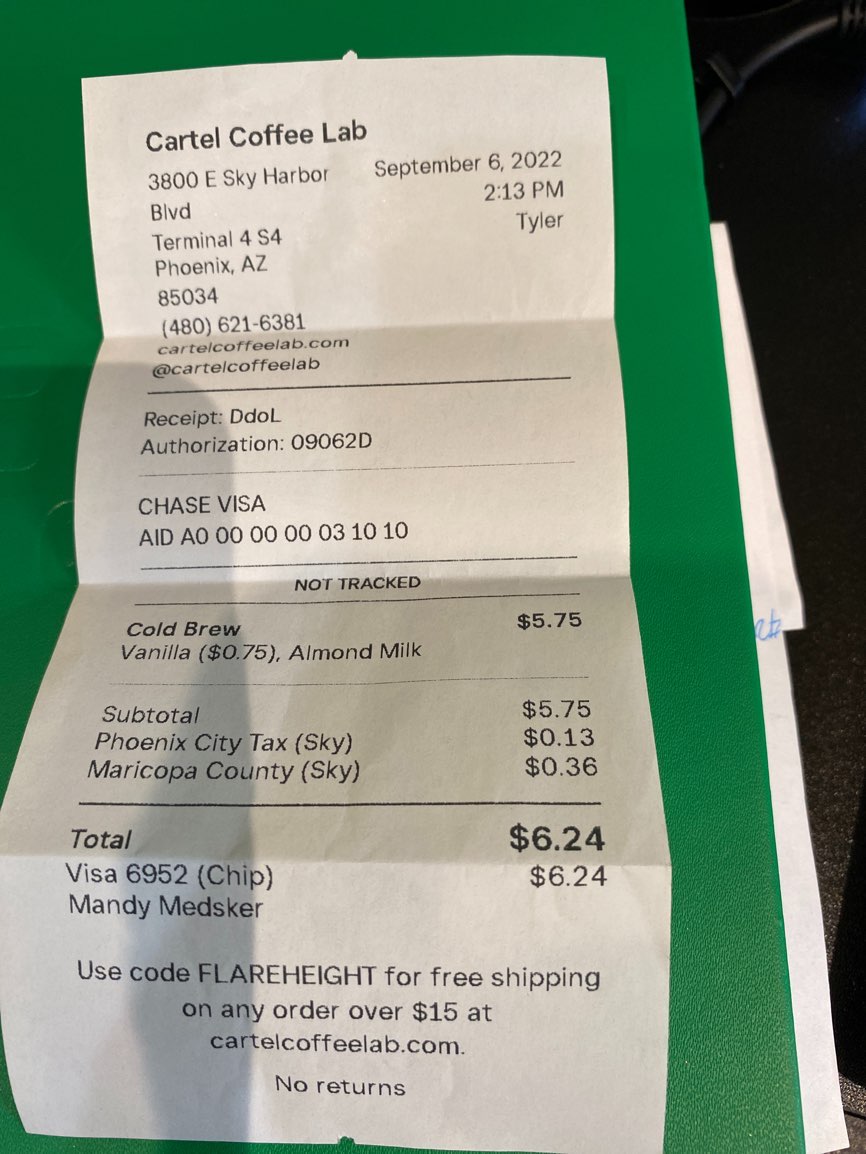 Cartel Coffee Lab
3800 E Sky Harbor
Blvd
Terminal 4 S4
Phoenix, AZ
85034
(480) 621-6381
cartelcoffeelab.com
@cartelcoffeelab
September 6, 2022
2:13 PM
Tyler
Receipt: DdoL
Authorization: 09062D
CHASE VISA
AID A0 00 00 00 03 10 10
NOT TRACKED
Cold Brew $5.75
Vanilla ($0.75), Almond Milk
Subtotal $5.75
Phoenix City Tax (Sky) $0.13
Maricopa County (Sky) $0.36
Total $6.24
Visa 6952 (Chip) $6.24
Mandy Medsker
Use code FLAREHEIGHT for free shipping
on any order over $15 at
cartelcoffeelab.com.
No returns